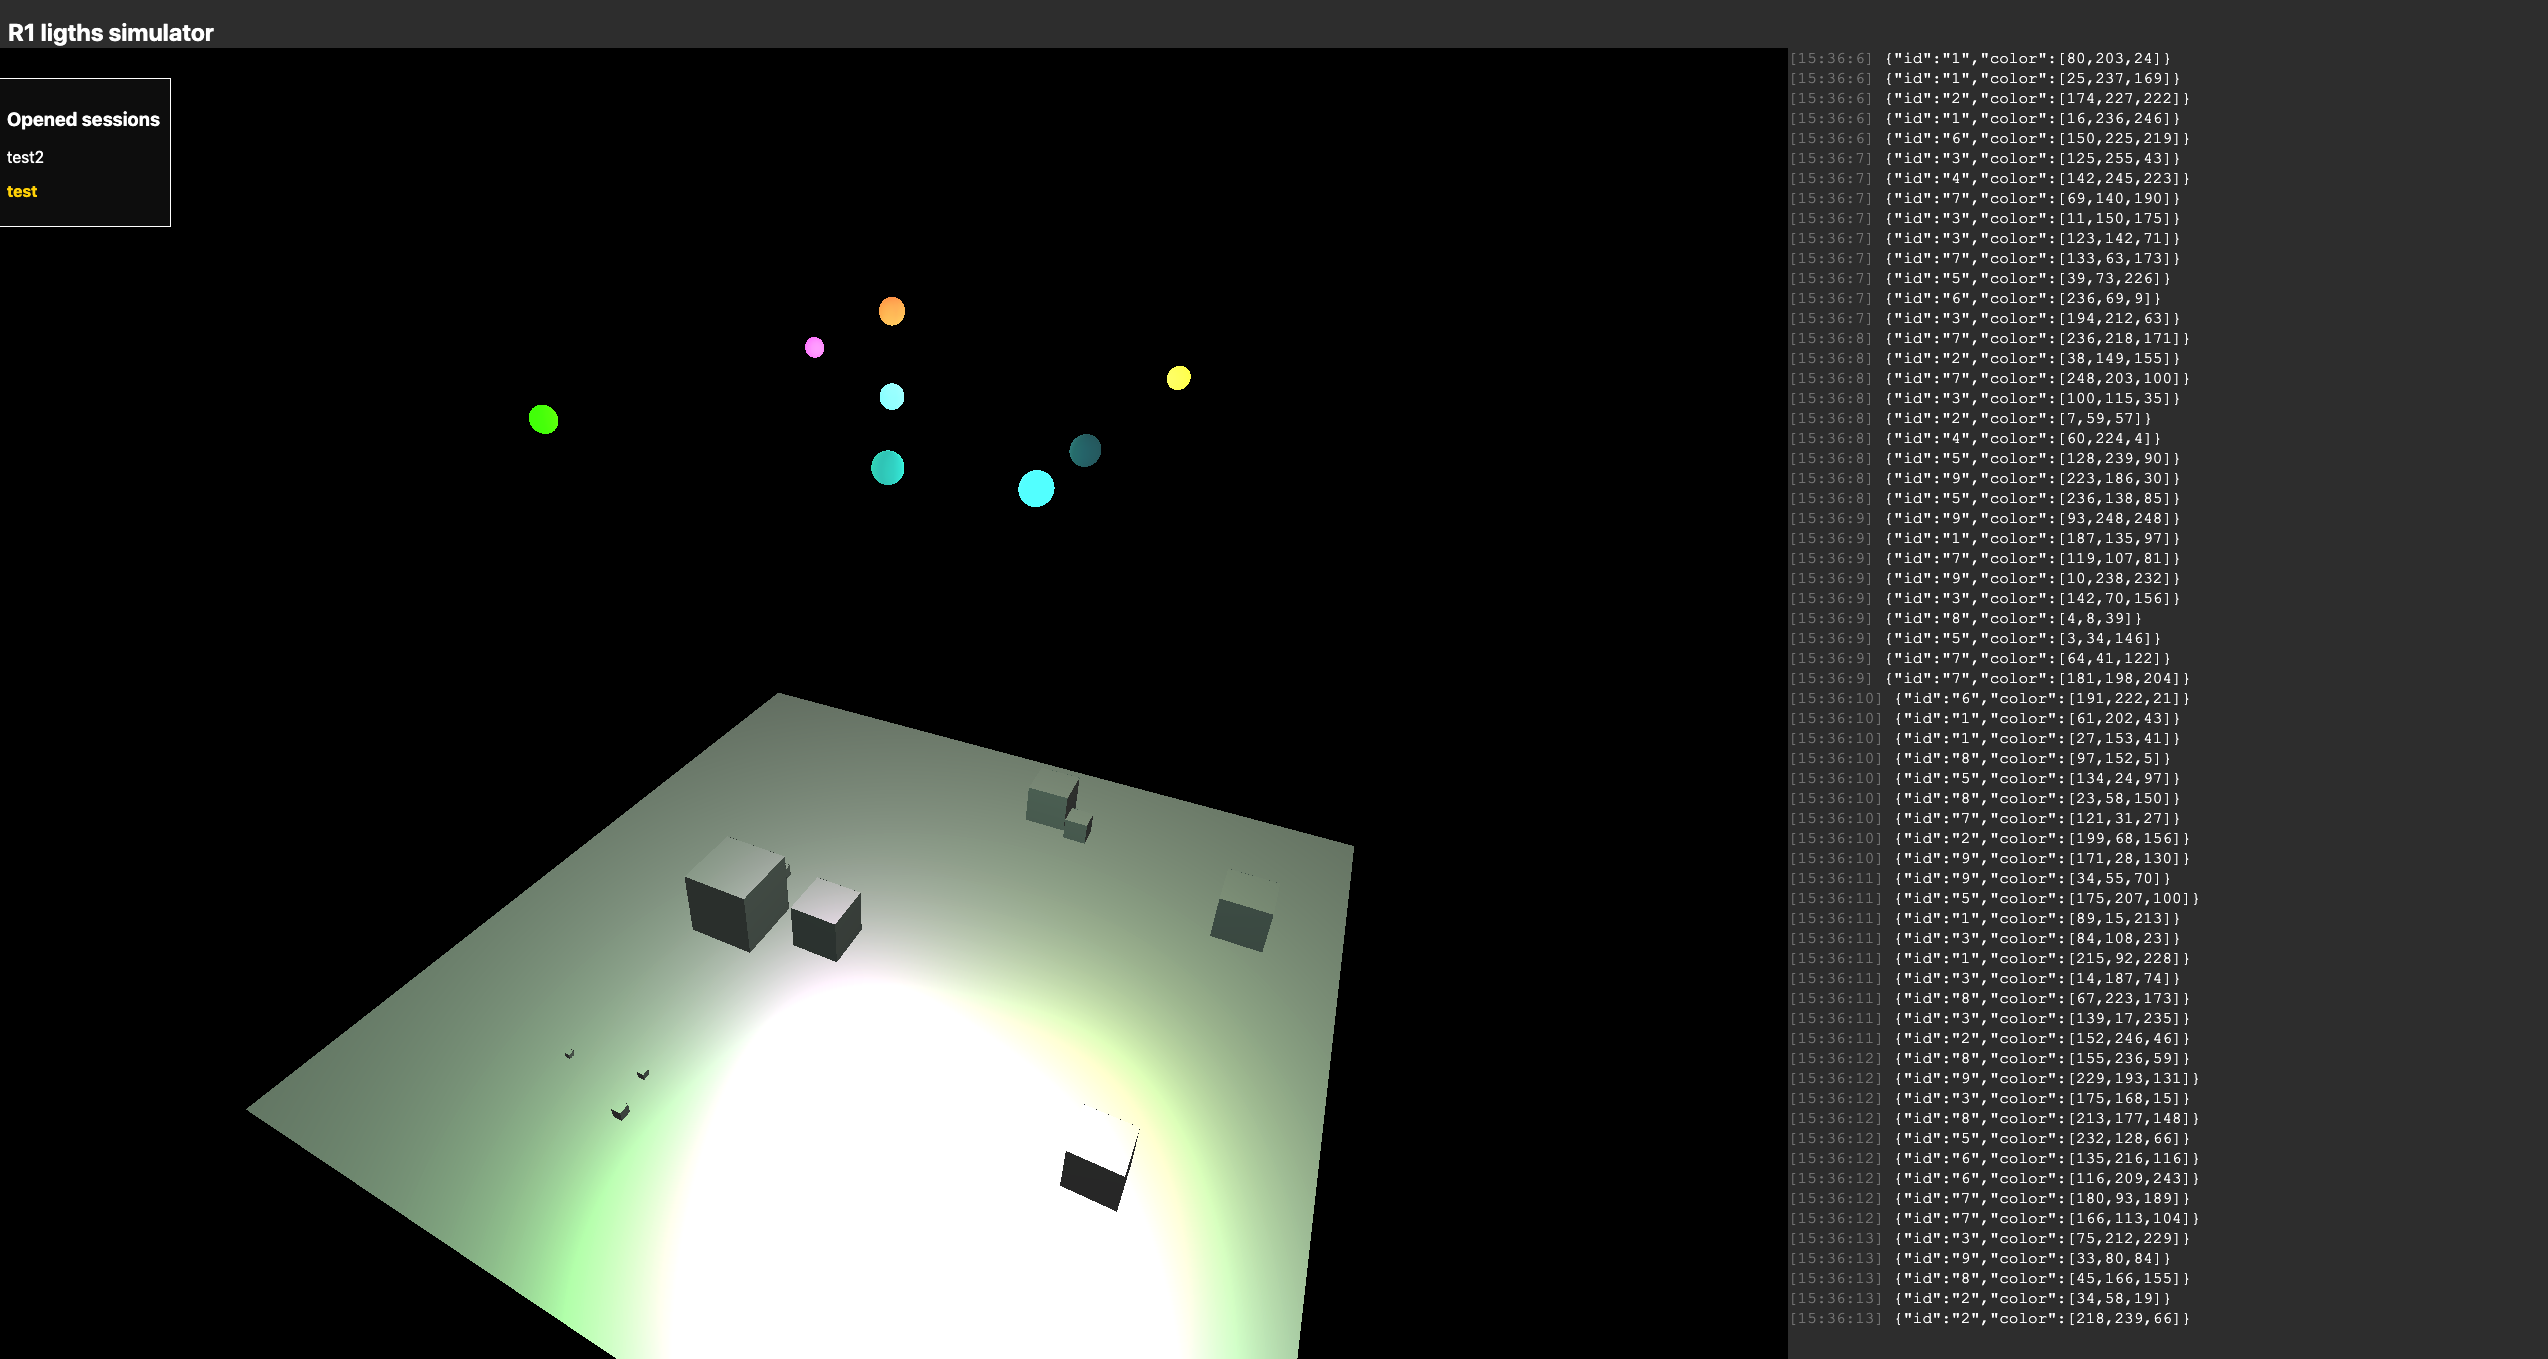 R1 ligths simulator
Opened sessions
test2
test
[15:36:6] {"id":"1","color":[80,203,24]}
[15:36:6] {"id":"1","color":[25,237,169]}
[15:36:6] {"id":"2","color":[174,227,222]}
[15:36:6] {"id":"1","color":[16,236,246]}
[15:36:6] {"id":"6","color":[150,225,219]}
[15:36:7] {"id":"3","color":[125,255,43]}
[15:36:7] {"id":"4","color":[142,245,223]}
[15:36:7] {"id":"7","color":[69,140,190]}
[15:36:7] {"id":"3","color":[11,150,175]}
[15:36:7] {"id":"3","color":[123,142,71]}
[15:36:7] {"id":"7","color":[133,63,173]}
[15:36:7] {"id":"5","color":[39,73,226]}
[15:36:7] {"id":"6","color":[236,69,9]}
[15:36:7] {"id":"3","color":[194,212,63]}
[15:36:8] {"id":"7","color":[236,218,171]}
[15:36:8] {"id":"2","color":[38,149,155]}
[15:36:8] {"id":"7","color":[248,203,100]}
[15:36:8] {"id":"3","color":[100,115,35]}
[15:36:8] {"id":"2","color":[7,59,57]}
[15:36:8] {"id":"4","color":[60,224,4]}
[15:36:8] {"id":"5","color":[128,239,90]}
[15:36:8] {"id":"9","color":[223,186,30]}
[15:36:8] {"id":"5","color":[236,138,85]}
[15:36:9] {"id":"9","color":[93,248,248]}
[15:36:9] {"id":"1","color":[187,135,97]}
[15:36:9] {"id":"7","color":[119,107,81]}
[15:36:9] {"id":"9","color":[10,238,232]}
[15:36:9] {"id":"3","color":[142,70,156]}
[15:36:9] {"id":"8","color":[4,8,39]}
[15:36:9] {"id":"5","color":[3,34,146]}
[15:36:9] {"id":"7","color":[64,41,122]}
[15:36:9] {"id":"7","color":[181,198,204]}
[15:36:10] {"id":"6","color":[191,222,21]}
[15:36:10] {"id":"1","color":[61,202,43]}
[15:36:10] {"id":"1","color":[27,153,41]}
[15:36:10] {"id":"8","color":[97,152,5]}
[15:36:10] {"id":"5","color":[134,24,97]}
[15:36:10] {"id":"8","color":[23,58,150]}
[15:36:10] {"id":"7","color":[121,31,27]}
[15:36:10] {"id":"2","color":[199,68,156]}
[15:36:10] {"id":"9","color":[171,28,130]}
[15:36:11] {"id":"9","color":[34,55,70]}
[15:36:11] {"id":"5","color":[175,207,100]}
[15:36:11] {"id":"1","color":[89,15,213]}
[15:36:11] {"id":"3","color":[84,108,23]}
[15:36:11] {"id":"1","color":[215,92,228]}
[15:36:11] {"id":"3","color":[14,187,74]}
[15:36:11] {"id":"8","color":[67,223,173]}
[15:36:11] {"id":"3","color":[139,17,235]}
[15:36:11] {"id":"2","color":[152,246,46]}
[15:36:12] {"id":"8","color":[155,236,59]}
[15:36:12] {"id":"9","color":[229,193,131]}
[15:36:12] {"id":"3","color":[175,168,15]}
[15:36:12] {"id":"8","color":[213,177,148]}
[15:36:12] {"id":"5","color":[232,128,66]}
[15:36:12] {"id":"6","color":[135,216,116]}
[15:36:12] {"id":"6","color":[116,209,243]}
[15:36:12] {"id":"7","color":[180,93,189]}
[15:36:12] {"id":"7","color":[166,113,104]}
[15:36:13] {"id":"3","color":[75,212,229]}
[15:36:13] {"id":"9","color":[33,80,84]}
[15:36:13] {"id":"8","color":[45,166,155]}
[15:36:13] {"id":"2","color":[34,58,19]}
[15:36:13] {"id":"2","color":[218,239,66]}